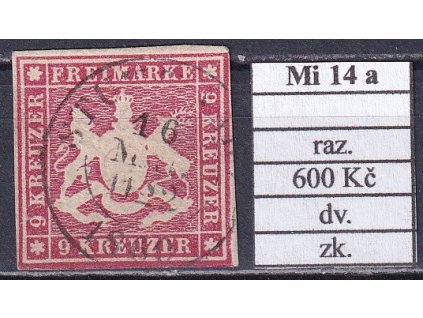 FREIMARKE
9 KREUZER
9 KREUZER
9 KREUZER
16
Mi 14 a
raz.
600 Kč
dv.
zk.